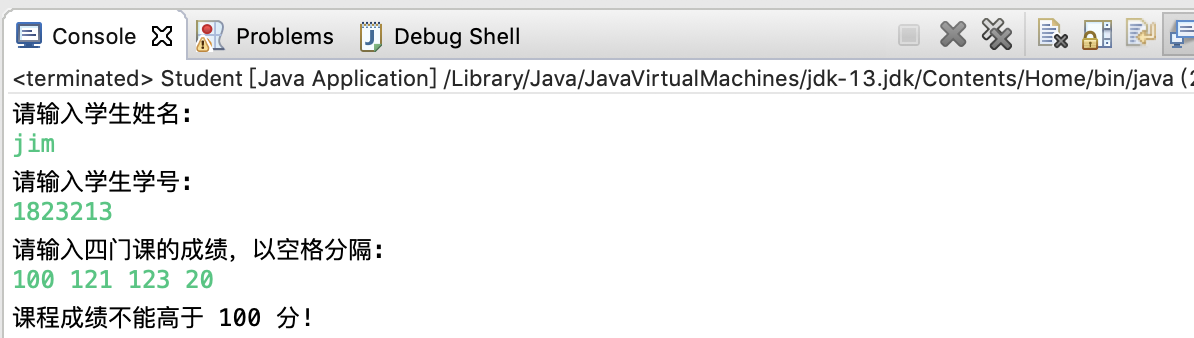 Console Problems Debug Shell
<terminated> Student [Java Application] /Library/Java/JavaVirtualMachines/jdk-13.jdk/Contents/Home/bin/java (2
请输入学生姓名:
jim
请输入学生学号:
1823213
请输入四门课的成绩，以空格分隔:
100 121 123 20
课程成绩不能高于 100 分!